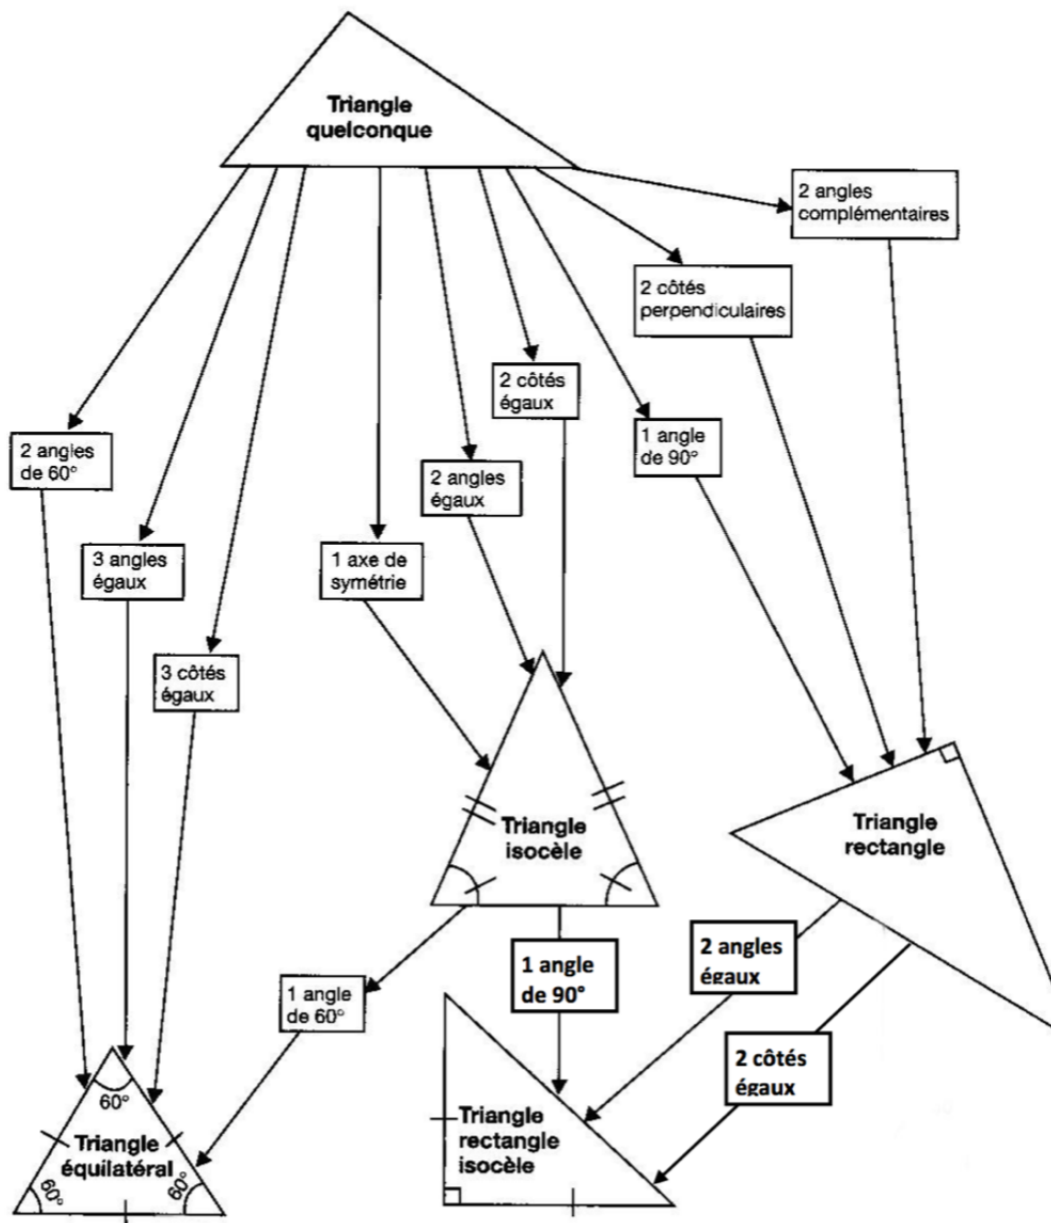 Triangle
quelconque
2 angles
complémentaires
2 côtés
perpendiculaires
2 côtés
égaux
1 angle
de 90°
2 angles
de 60°
2 angles
égaux
3 angles
égaux
1 axe de
symétrie
3 côtés
égaux
Triangle
isocèle
Triangle
rectangle
2 angles
égaux
1 angle
de 90°
1 angle
de 60°
2 côtés
égaux
60°
Triangle
équilatéral
60°
60°
Triangle
rectangle
isocèle